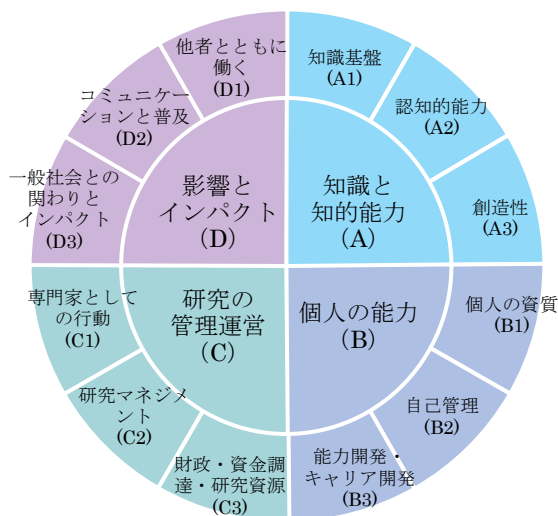 他者とともに
働く
(D1)
知識基盤
(A1)
コミュニケー
ションと普及
(D2)
認知的能力
(A2)
一般社会との
関わりと
インパクト
(D3)
影響と
インパクト
(D)
知識と
知的能力
(A)
創造性
(A3)
専門家として
の行動
(C1)
研究の
管理運営
(C)
個人の能力
(B)
個人の資質
(B1)
研究マネジメ
ント
(C2)
自己管理
(B2)
財政・資金調
達・研究資源
(C3)
能力開発・
キャリア開発
(B3)